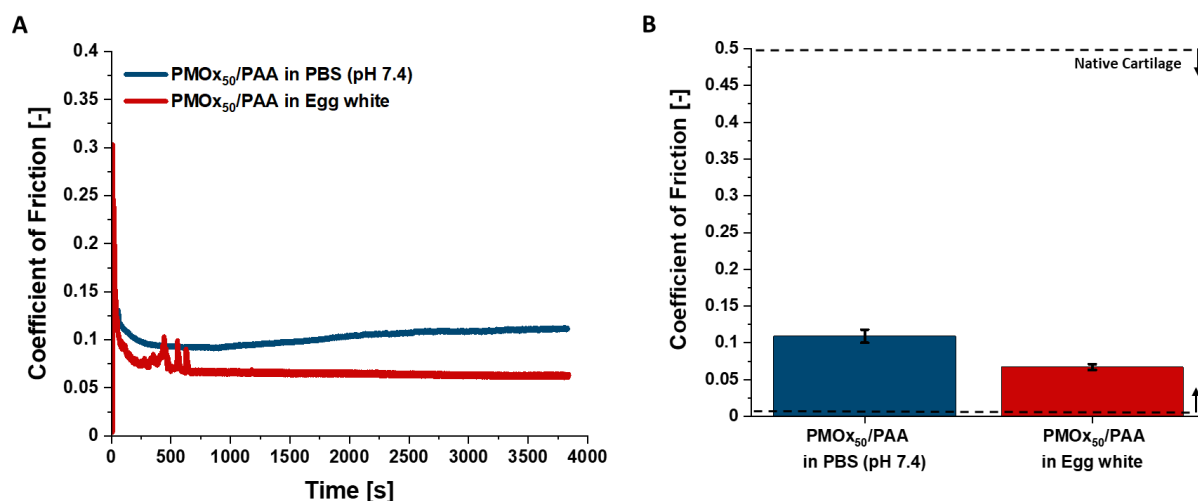 A
Coefficient of Friction [-]
0.4
0.35
0.3
0.25
0.2
0.15
0.1
0.05
0
PMOx₅₀/PAA in PBS (pH 7.4)
PMOx₅₀/PAA in Egg white
0 500 1000 1500 2000 2500 3000 3500 4000
Time [s]
B
Coefficient of Friction [-]
0.5
0.45
0.4
0.35
0.3
0.25
0.2
0.15
0.1
0.05
0
Native Cartilage
PMOx₅₀/PAA
in PBS (pH 7.4)
PMOx₅₀/PAA
in Egg white